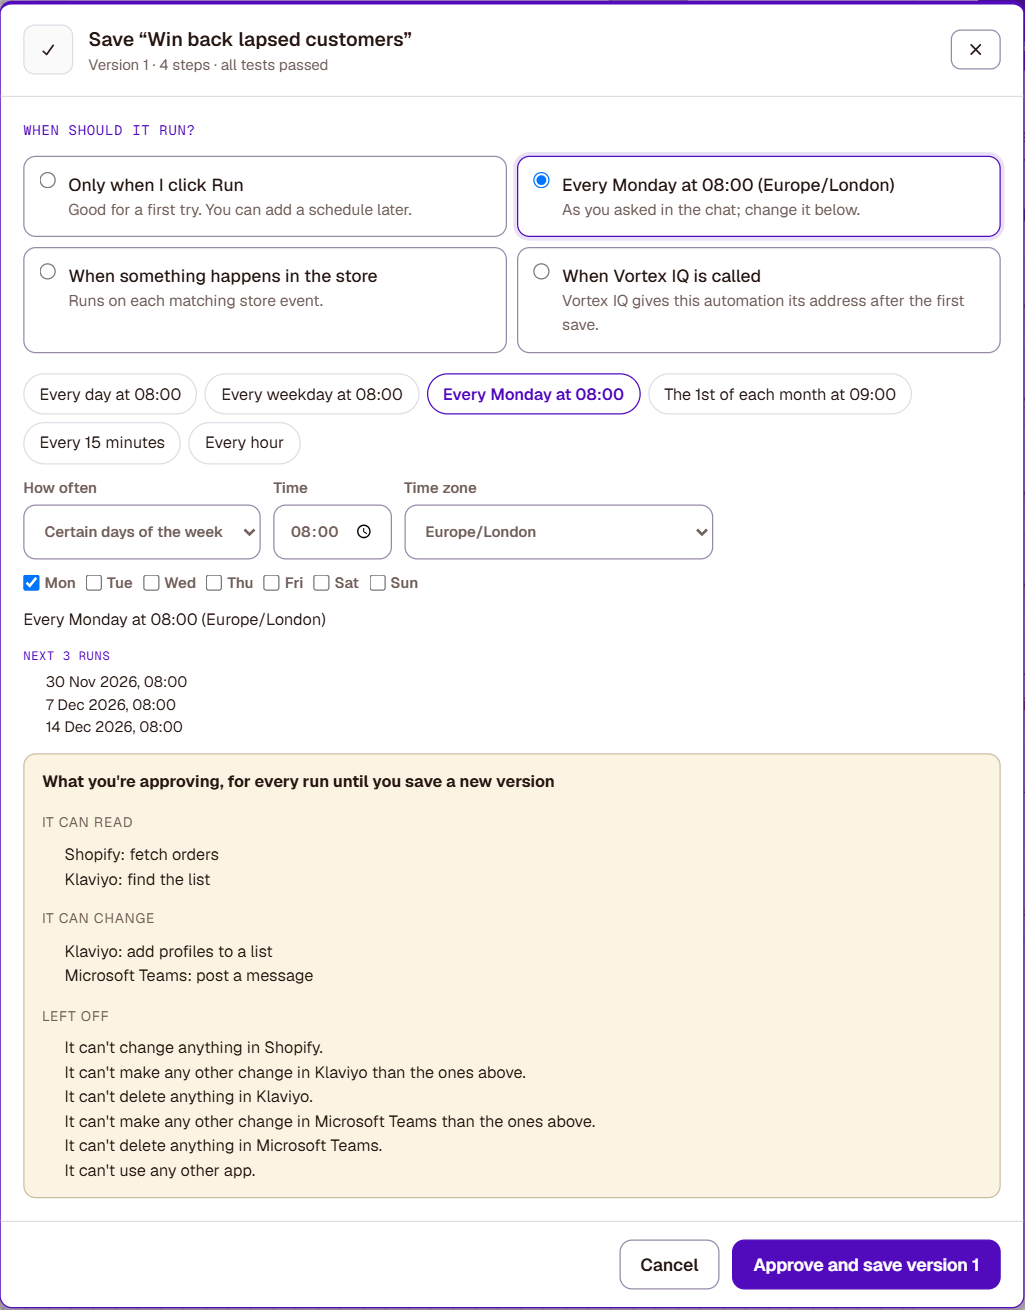 Save “Win back lapsed customers”
Version 1 · 4 steps · all tests passed
WHEN SHOULD IT RUN?
Only when I click Run
Good for a first try. You can add a schedule later.
Every Monday at 08:00 (Europe/London)
As you asked in the chat; change it below.
When something happens in the store
Runs on each matching store event.
When Vortex IQ is called
Vortex IQ gives this automation its address after the first
save.
Every day at 08:00
Every weekday at 08:00
Every Monday at 08:00
The 1st of each month at 09:00
Every 15 minutes
Every hour
How often
Time
Time zone
Certain days of the week
08:00
Europe/London
Mon
Tue
Wed
Thu
Fri
Sat
Sun
Every Monday at 08:00 (Europe/London)
NEXT 3 RUNS
30 Nov 2026, 08:00
7 Dec 2026, 08:00
14 Dec 2026, 08:00
What you're approving, for every run until you save a new version
IT CAN READ
Shopify: fetch orders
Klaviyo: find the list
IT CAN CHANGE
Klaviyo: add profiles to a list
Microsoft Teams: post a message
LEFT OFF
It can't change anything in Shopify.
It can't make any other change in Klaviyo than the ones above.
It can't delete anything in Klaviyo.
It can't make any other change in Microsoft Teams than the ones above.
It can't delete anything in Microsoft Teams.
It can't use any other app.
Cancel
Approve and save version 1